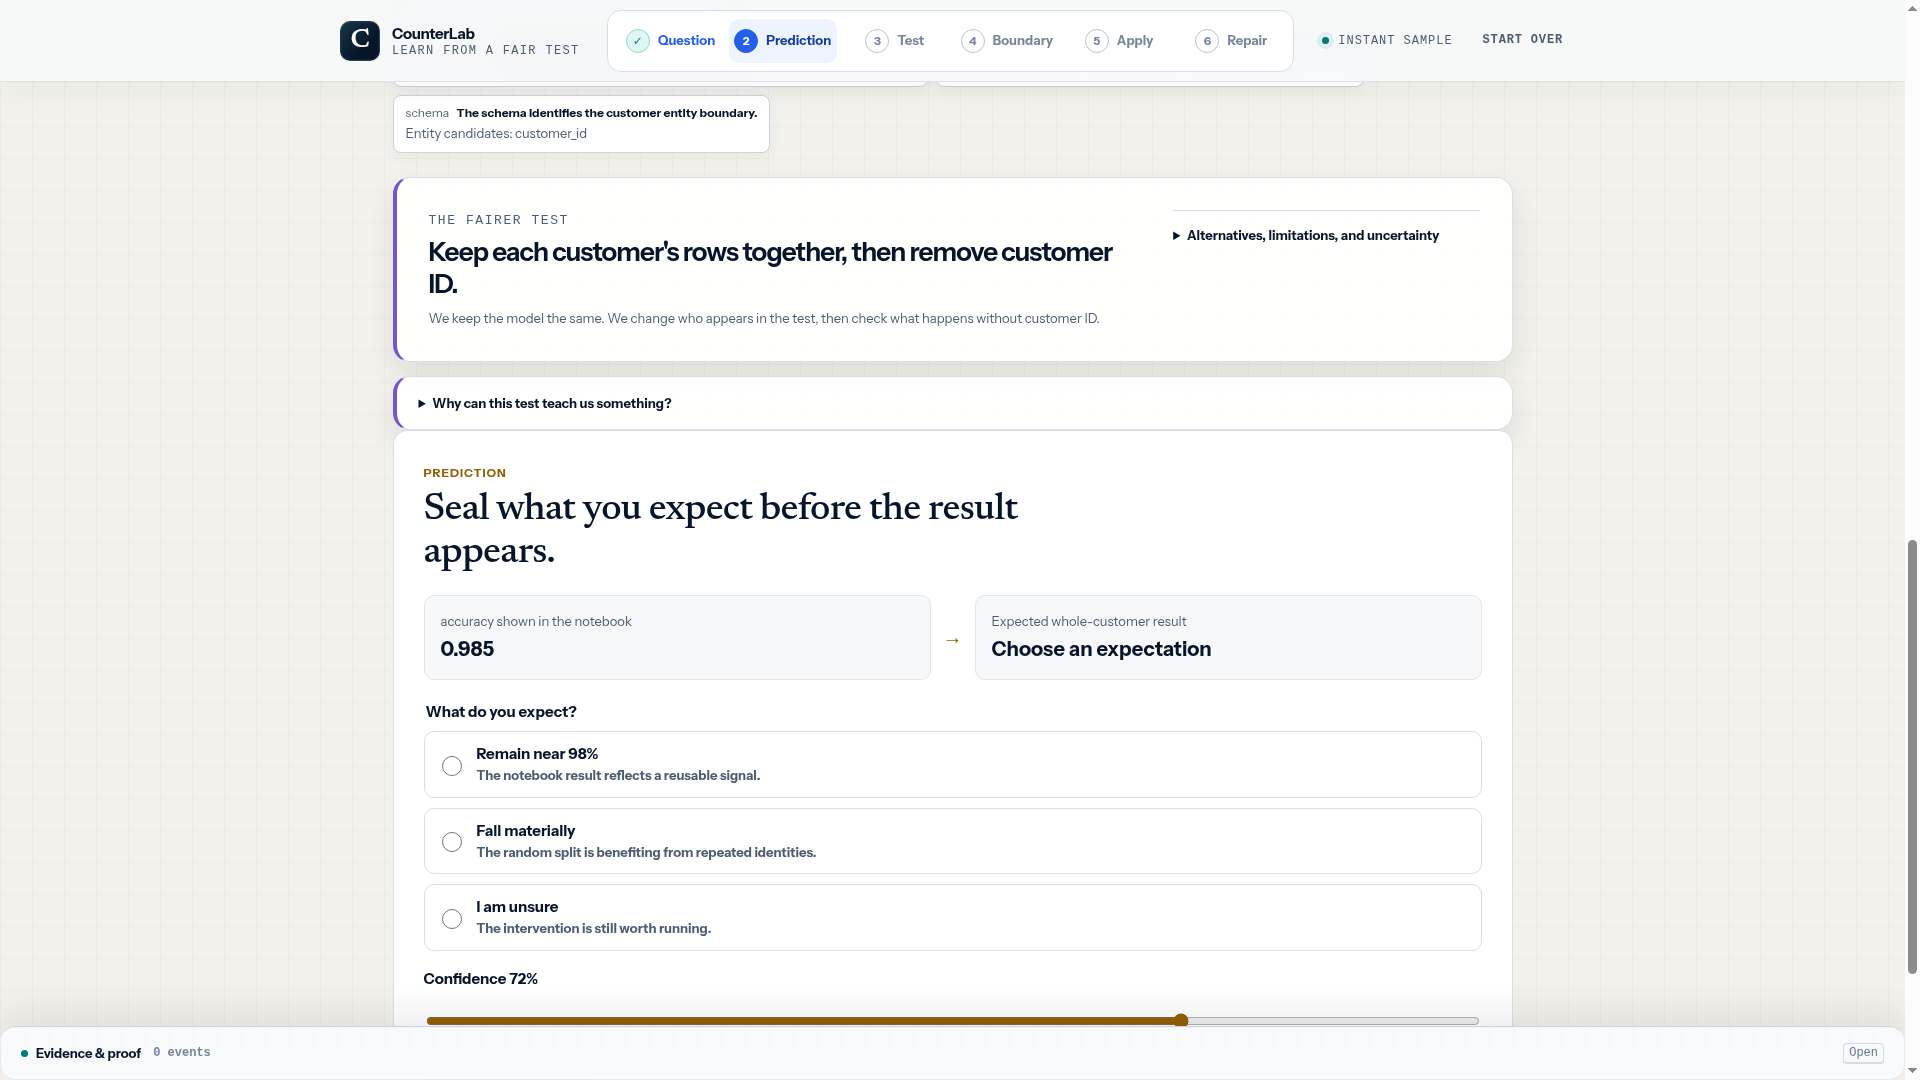 C
CounterLab
LEARN FROM A FAIR TEST
✓ Question
2 Prediction
3 Test
4 Boundary
5 Apply
6 Repair
INSTANT SAMPLE
START OVER
schema The schema identifies the customer entity boundary.
Entity candidates: customer_id
THE FAIRER TEST
Keep each customer's rows together, then remove customer
ID.
We keep the model the same. We change who appears in the test, then check what happens without customer ID.
Alternatives, limitations, and uncertainty
Why can this test teach us something?
PREDICTION
Seal what you expect before the result
appears.
accuracy shown in the notebook
0.985
→
Expected whole-customer result
Choose an expectation
What do you expect?
Remain near 98%
The notebook result reflects a reusable signal.
Fall materially
The random split is benefiting from repeated identities.
I am unsure
The intervention is still worth running.
Confidence 72%
Evidence & proof 0 events
Open